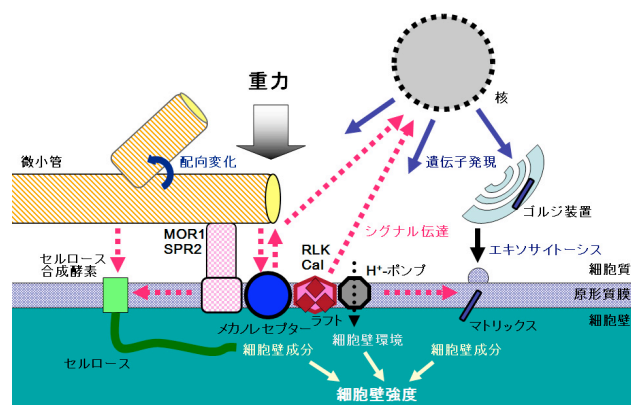 核
重力
微小管
配向変化
遺伝子発現
ゴルジ装置
MOR1
SPR2
シグナル伝達
エキソサイトーシス
セルロース
合成酵素
RLK
Cal
H⁺-ポンプ
細胞質
原形質膜
メカノレセプター
ラフト
マトリックス
細胞壁
セルロース
細胞壁成分
細胞壁環境
細胞壁成分
細胞壁強度